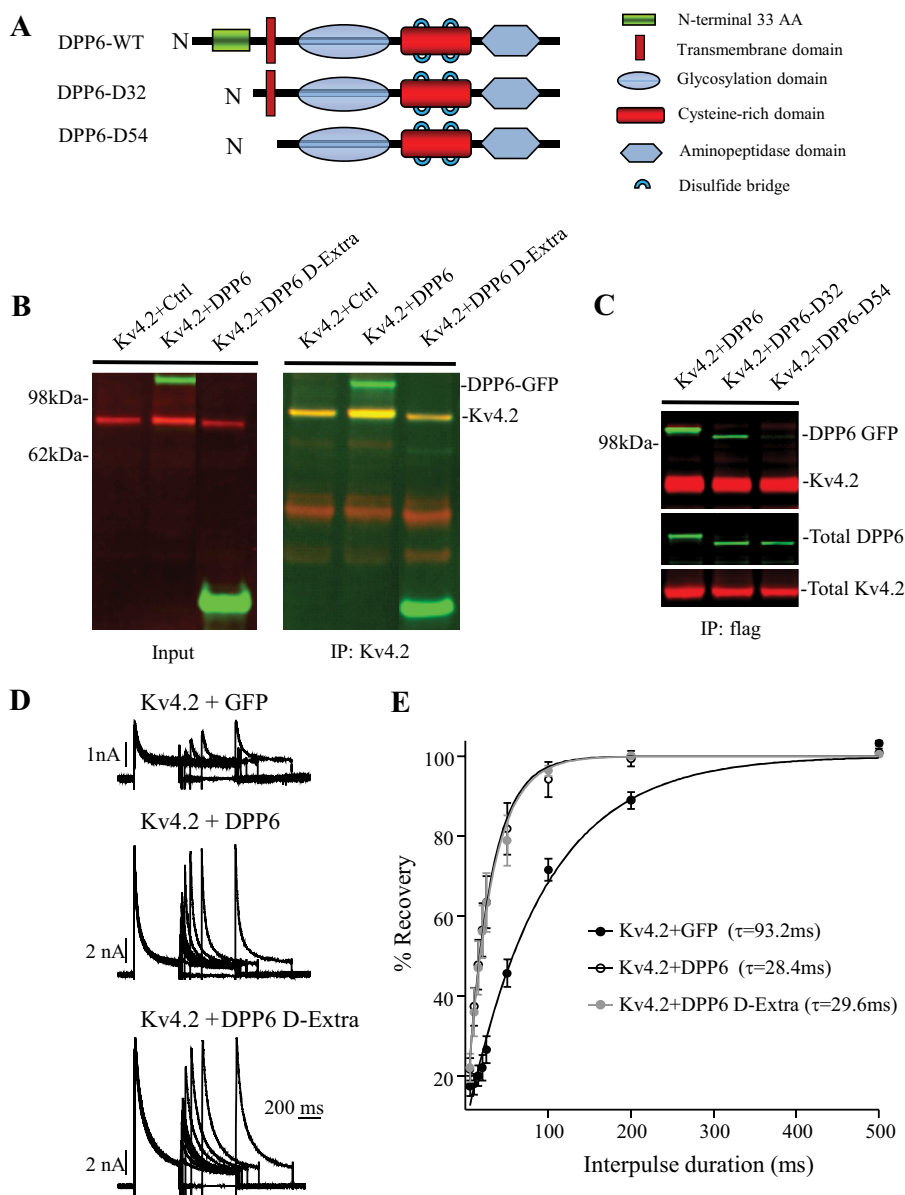 A
DPP6-WT
N
DPP6-D32
N
DPP6-D54
N
N-terminal 33 AA
Transmembrane domain
Glycosylation domain
Cysteine-rich domain
Aminopeptidase domain
Disulfide bridge
B
Kv4.2+Ctrl
Kv4.2+DPP6
Kv4.2+DPP6 D-Extra
Kv4.2+Ctrl
Kv4.2+DPP6
Kv4.2+DPP6 D-Extra
98kDa-
62kDa-
-DPP6-GFP
-Kv4.2
Input
IP: Kv4.2
C
Kv4.2+DPP6
Kv4.2+DPP6-D32
Kv4.2+DPP6-D54
98kDa-
-DPP6 GFP
-Kv4.2
-Total DPP6
-Total Kv4.2
IP: flag
D
Kv4.2 + GFP
1nA
Kv4.2 + DPP6
2 nA
Kv4.2 +DPP6 D-Extra
200 ms
2 nA
E
% Recovery
100
80
60
40
20
Kv4.2+GFP (τ=93.2ms)
Kv4.2+DPP6 (τ=28.4ms)
Kv4.2+DPP6 D-Extra (τ=29.6ms)
100 200 300 400 500
Interpulse duration (ms)